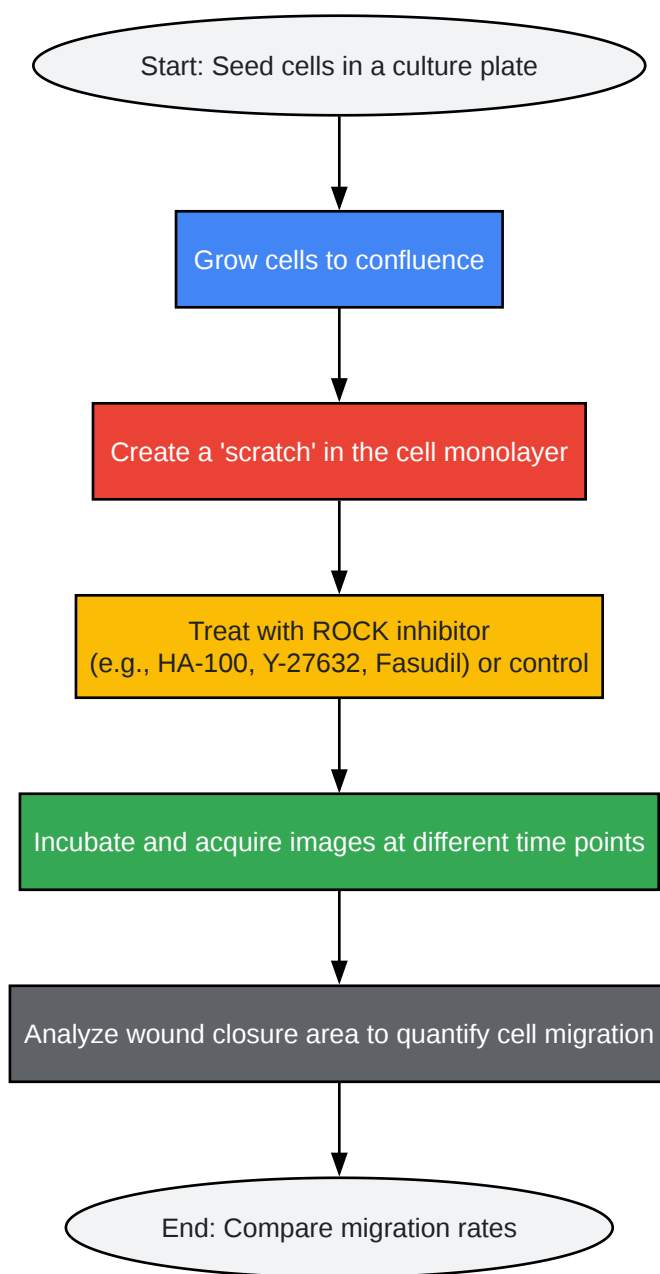 Start: Seed cells in a culture plate
Grow cells to confluence
Create a 'scratch' in the cell monolayer
Treat with ROCK inhibitor
(e.g., HA-100, Y-27632, Fasudil) or control
Incubate and acquire images at different time points
Analyze wound closure area to quantify cell migration
End: Compare migration rates